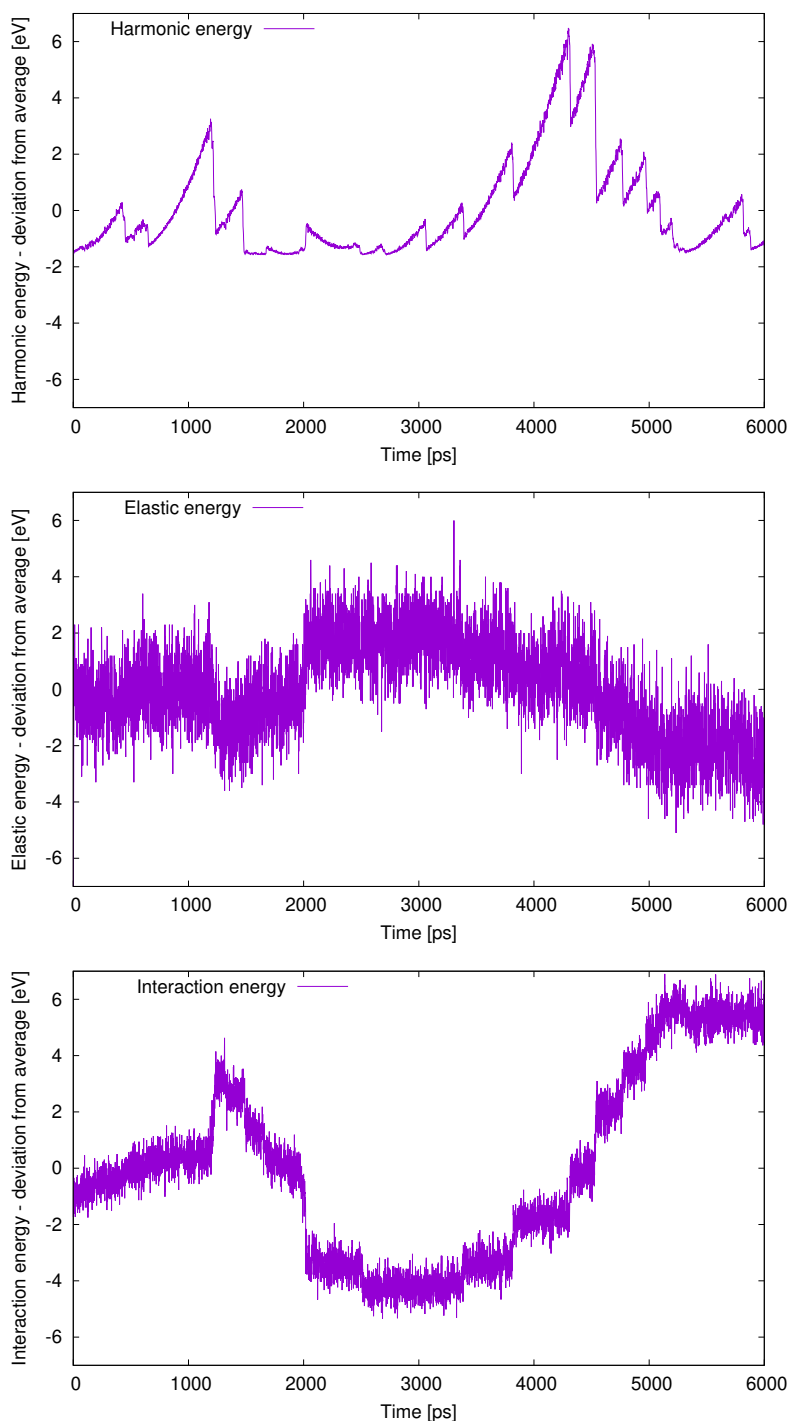 Harmonic energy - deviation from average [eV]
Harmonic energy
6
4
2
0
-2
-4
-6
0 1000 2000 3000 4000 5000 6000
Time [ps]
Elastic energy - deviation from average [eV]
Elastic energy
6
4
2
0
-2
-4
-6
0 1000 2000 3000 4000 5000 6000
Time [ps]
Interaction energy - deviation from average [eV]
Interaction energy
6
4
2
0
-2
-4
-6
0 1000 2000 3000 4000 5000 6000
Time [ps]